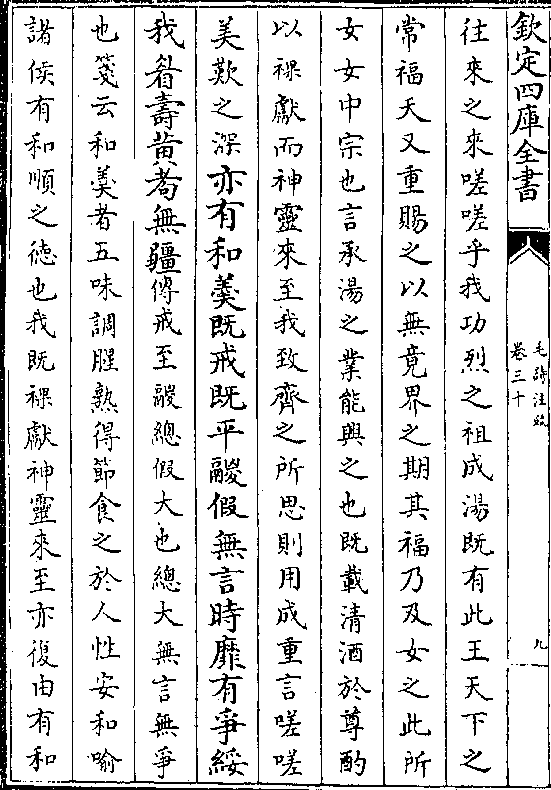 欽定四庫全書
毛詩注疏
卷三十
九
往來之來嗟嗟乎我功烈之祖成湯既有此王天下之
常福天又重賜之以無竟界之期其福乃及女之此所
女女中宗也言承湯之業能興之也既載清酒於尊酌
以祼獻而神靈來至我致齊之所思則用成重言嗟嗟
美歎之深亦有和羹既戒既平鬷假無言時靡有爭綏
我眉壽黃耇無疆傳戒至鬷緫假大也緫大無言無爭
也箋云和羹者五味調腥熟得節食之於人性安和喻
諸侯有和順之德也我既祼獻神靈來至亦復由有和